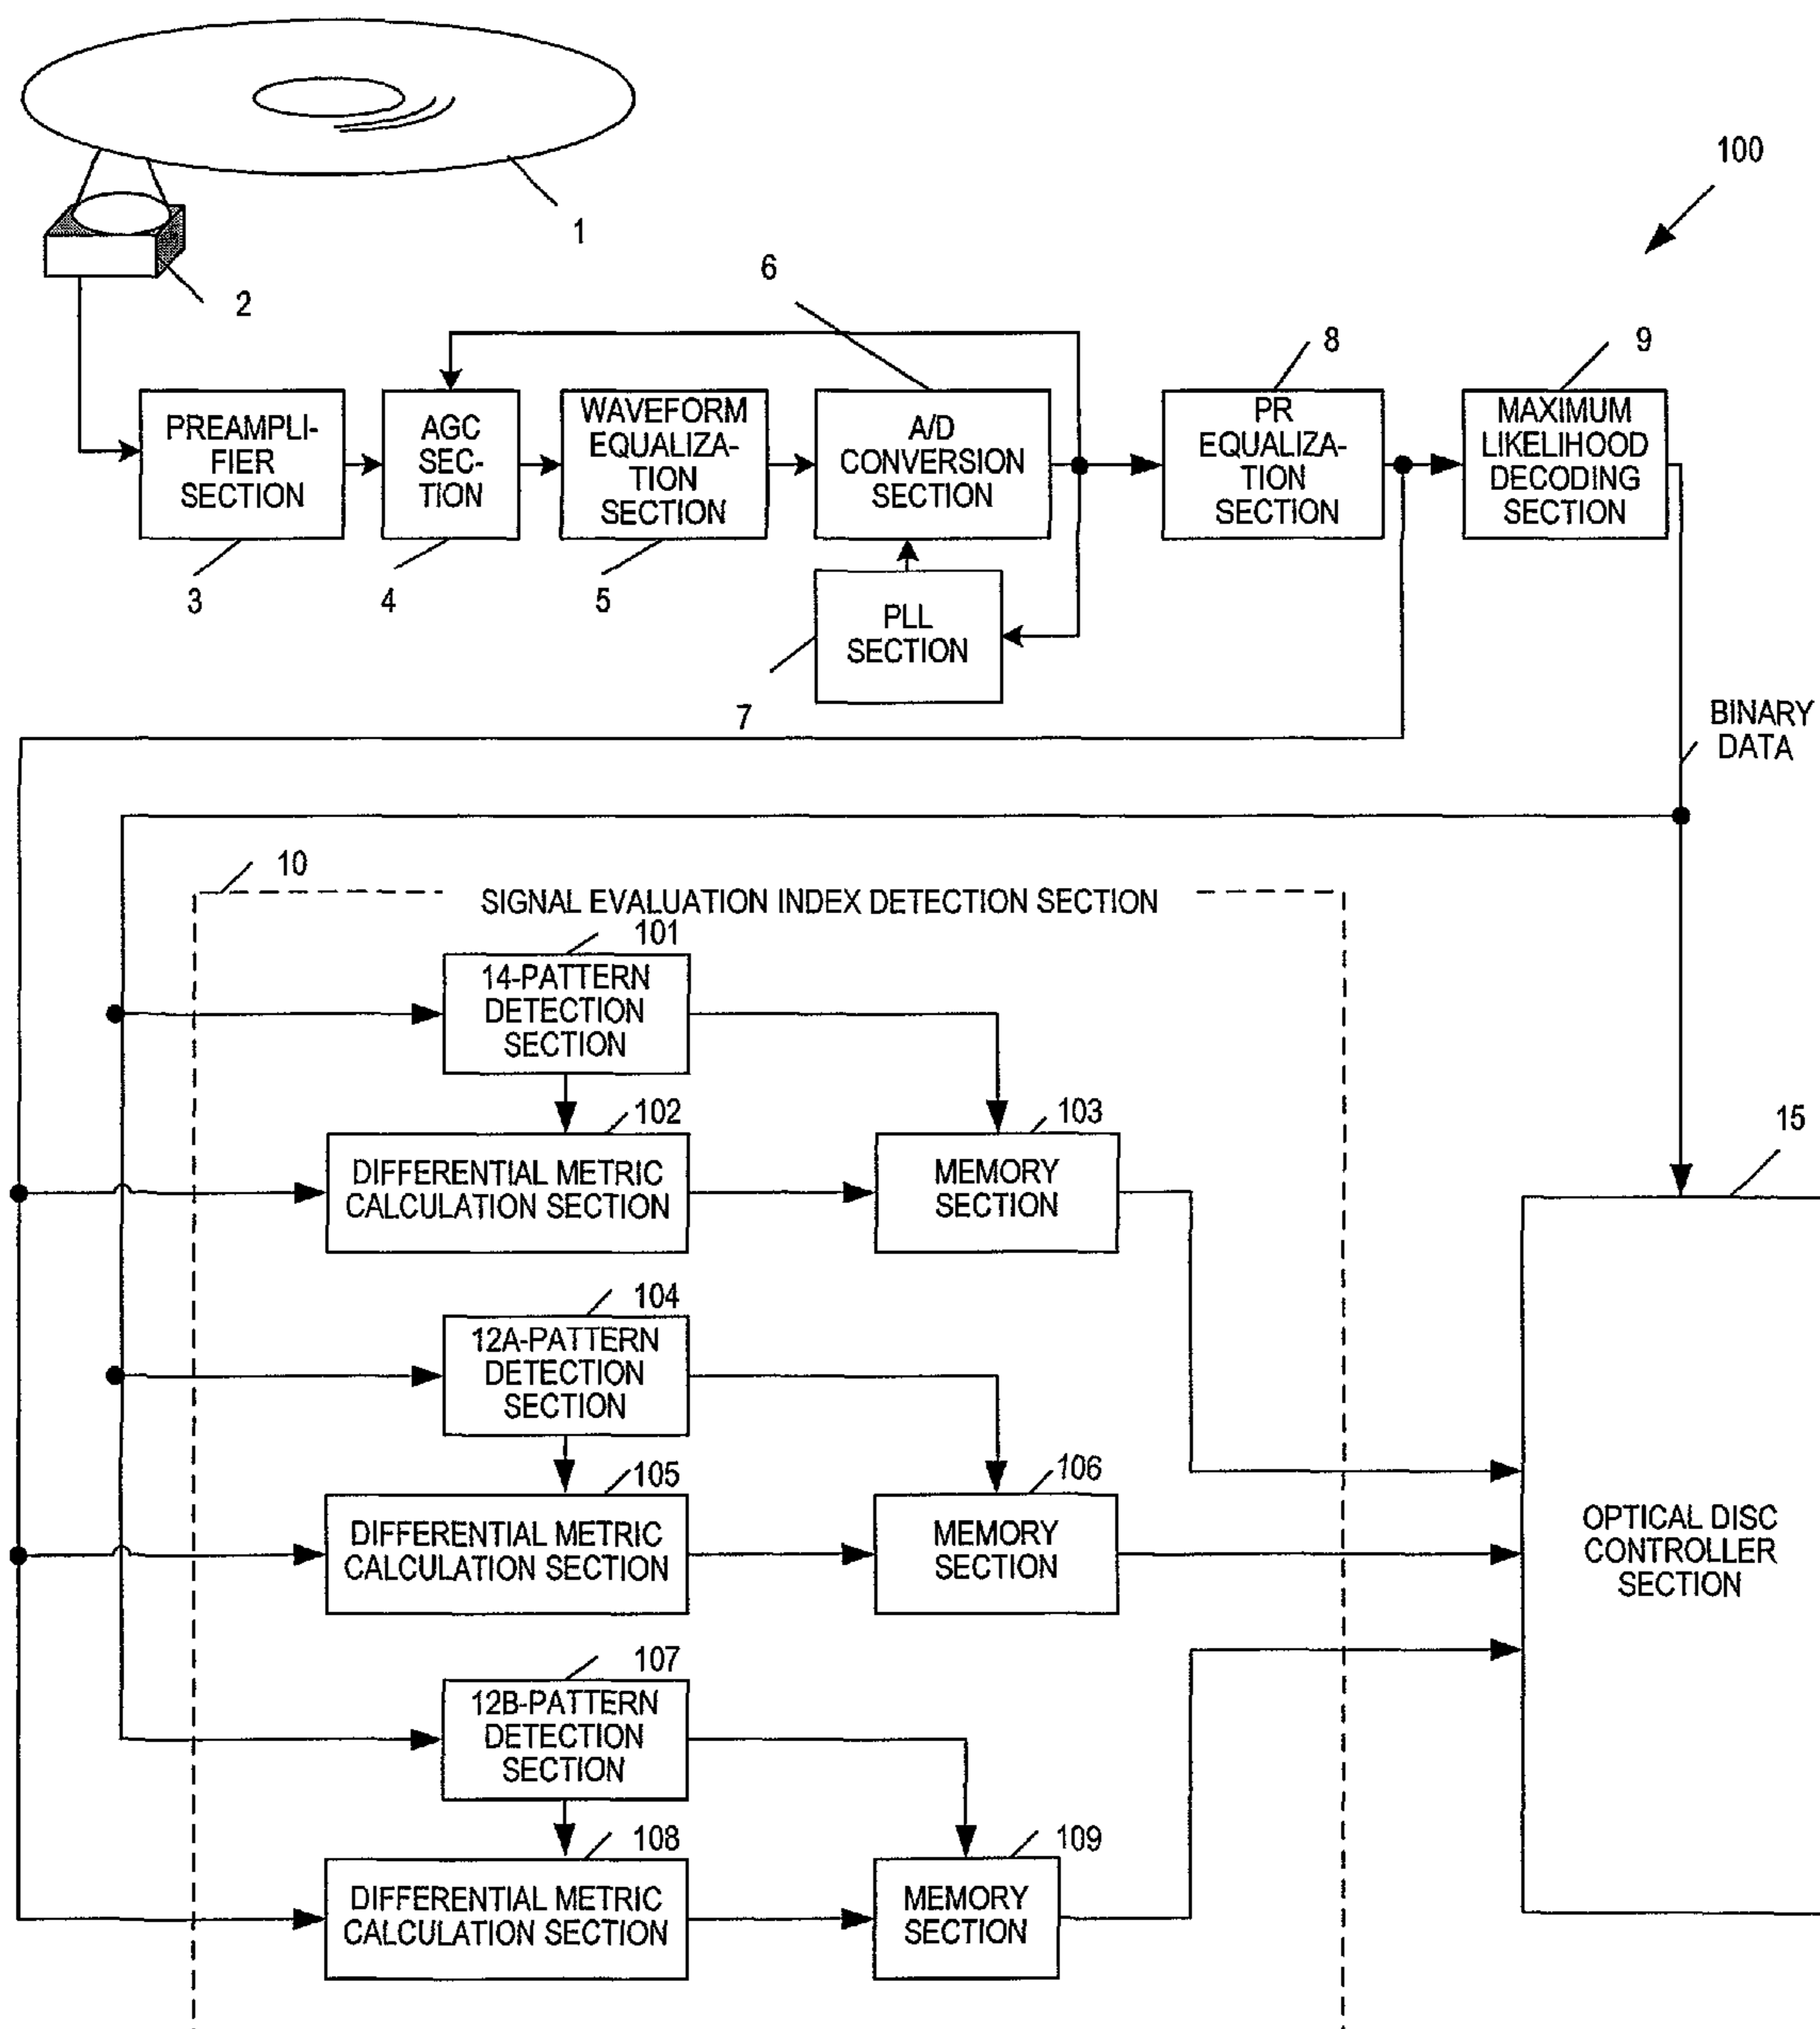 100
1
2
6
8
9
PREAMPLI-
FIER
SECTION
AGC
SEC-
TION
WAVEFORM
EQUALIZA-
TION
SECTION
A/D
CONVERSION
SECTION
PR
EQUALIZA-
TION
SECTION
MAXIMUM
LIKELIHOOD
DECODING
SECTION
3
4
5
PLL
SECTION
7
BINARY
DATA
10
SIGNAL EVALUATION INDEX DETECTION SECTION
101
14-PATTERN
DETECTION
SECTION
102
103
15
DIFFERENTIAL METRIC
CALCULATION SECTION
MEMORY
SECTION
104
12A-PATTERN
DETECTION
SECTION
105
106
DIFFERENTIAL METRIC
CALCULATION SECTION
MEMORY
SECTION
OPTICAL DISC
CONTROLLER
SECTION
107
12B-PATTERN
DETECTION
SECTION
108
109
DIFFERENTIAL METRIC
CALCULATION SECTION
MEMORY
SECTION